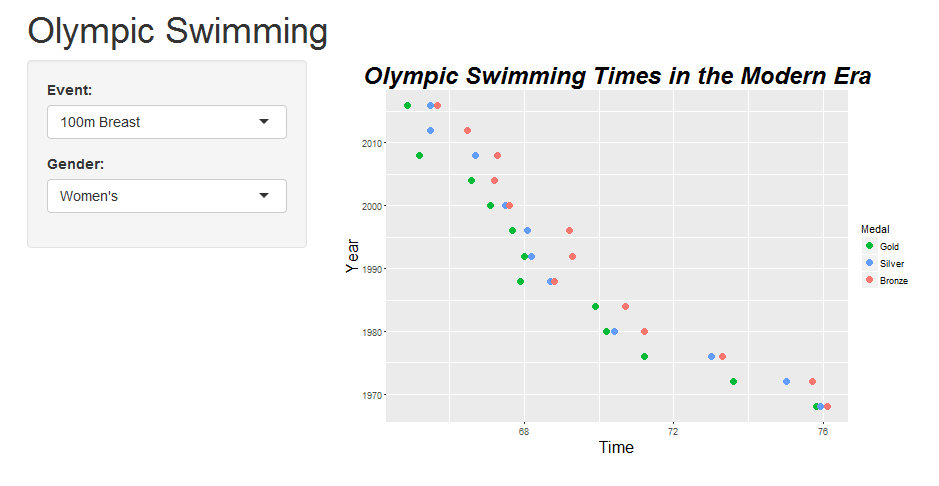 Olympic Swimming
Event:
100m Breast
Gender:
Women's
Olympic Swimming Times in the Modern Era
Year
2010
2000
1990
1980
1970
68
72
76
Time
Medal
Gold
Silver
Bronze